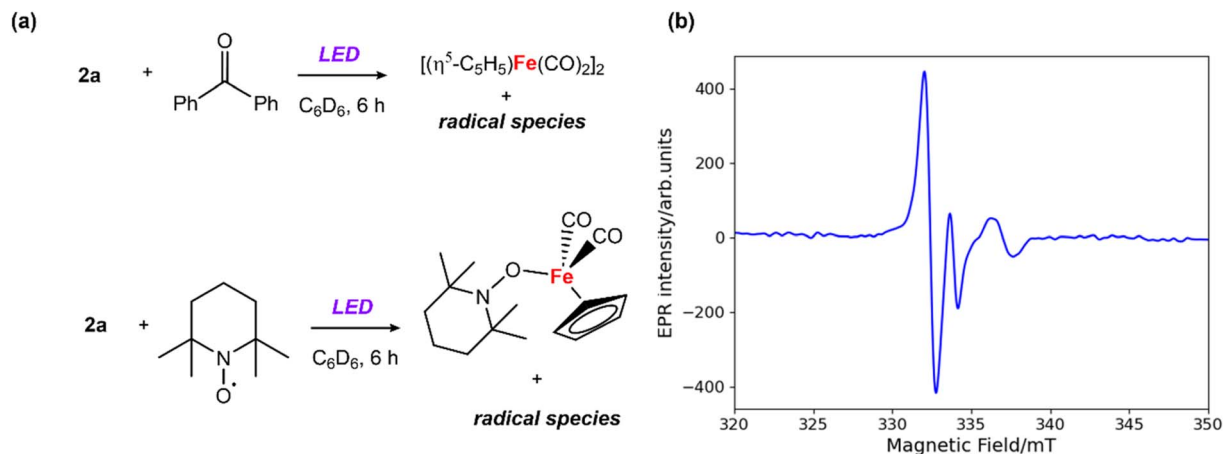 (a)
2a + O Ph Ph LED C₆D₆, 6 h [(η⁵-C₅H₅)Fe(CO)₂]₂
+
radical species
2a + N O· LED C₆D₆, 6 h N O Fe CO CO
+
radical species
(b)
EPR intensity/arb.units
400
200
0
−200
−400
320 325 330 335 340 345 350
Magnetic Field/mT